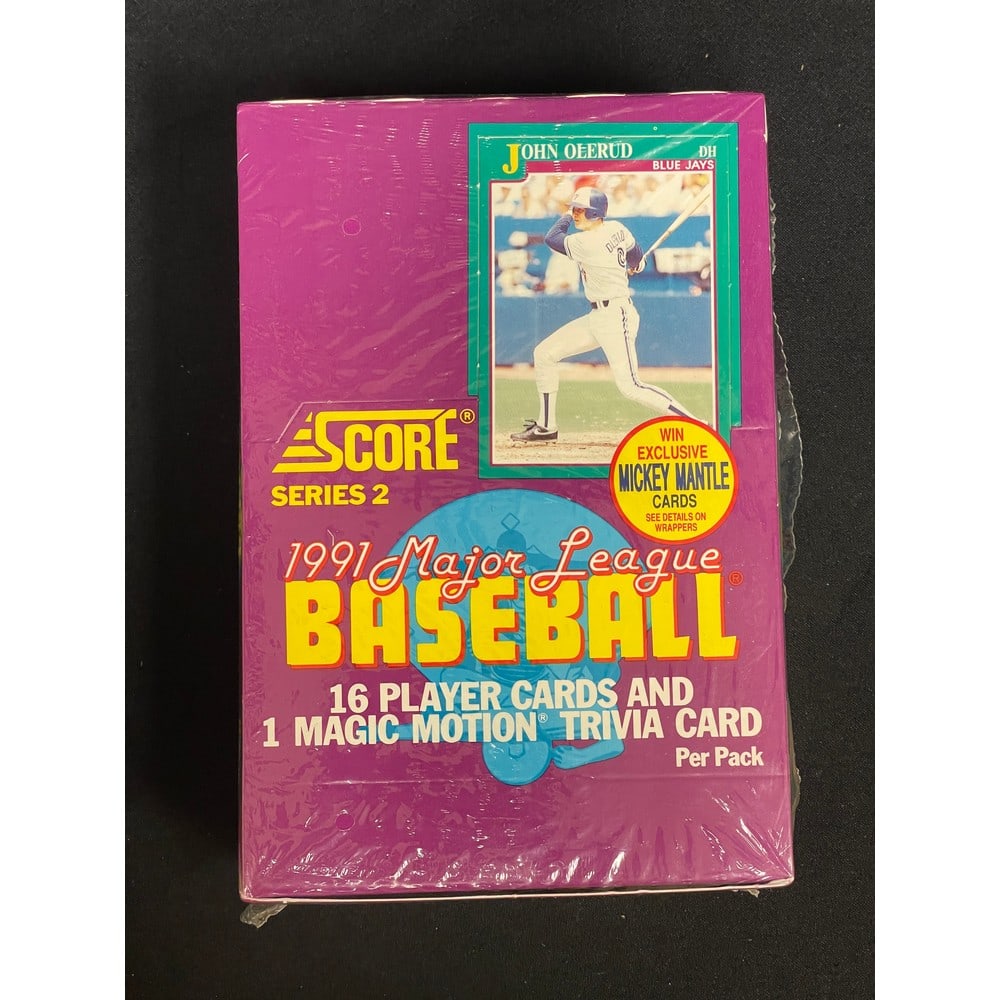 JOHN OLERUD
DH
BLUE JAYS
SCORE®
SERIES 2
WIN
EXCLUSIVE
MICKEY MANTLE
CARDS
SEE DETAILS ON
WRAPPERS
1991 Major League
BASEBALL®
16 PLAYER CARDS AND
1 MAGIC MOTION® TRIVIA CARD
Per Pack